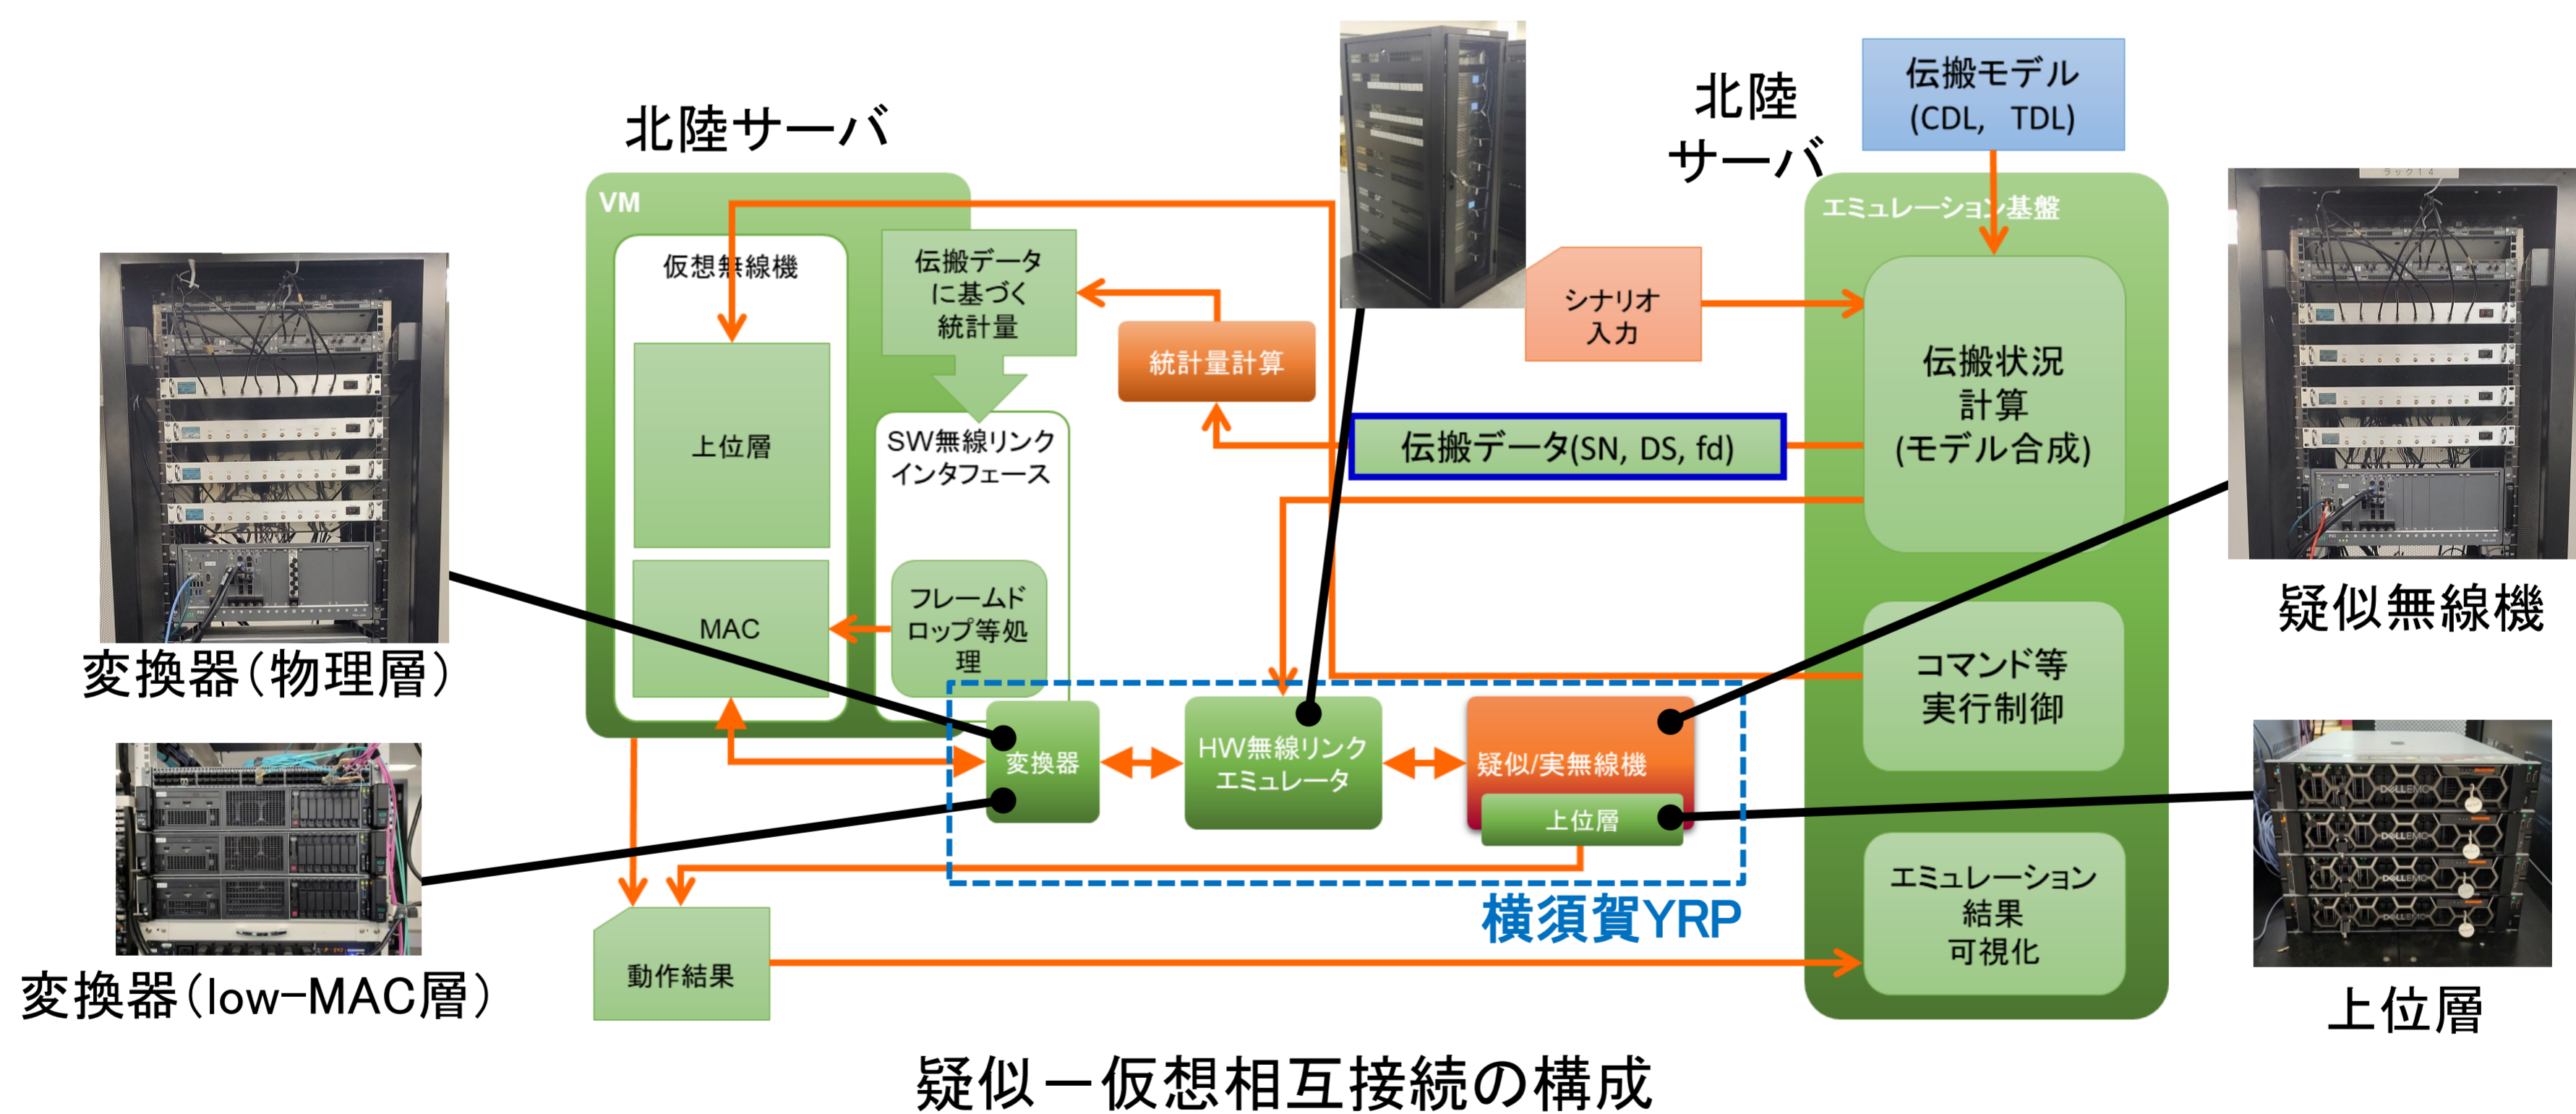 北陸サーバ
北陸
サーバ
伝搬モデル
(CDL, TDL)
VM
エミュレーション基盤
ラック14
仮想無線機
伝搬データ
に基づく
統計量
統計量計算
シナリオ
入力
伝搬状況
計算
(モデル合成)
上位層
SW無線リンク
インタフェース
伝搬データ(SN, DS, fd)
MAC
フレームド
ロップ等処
理
コマンド等
実行制御
疑似無線機
変換器(物理層)
変換器
HW無線リンク
エミュレータ
疑似/実無線機
上位層
DELLEMC
DELLEMC
DELLEMC
DELLEMC
エミュレーション
結果
可視化
横須賀YRP
動作結果
変換器(low-MAC層)
上位層
疑似－仮想相互接続の構成